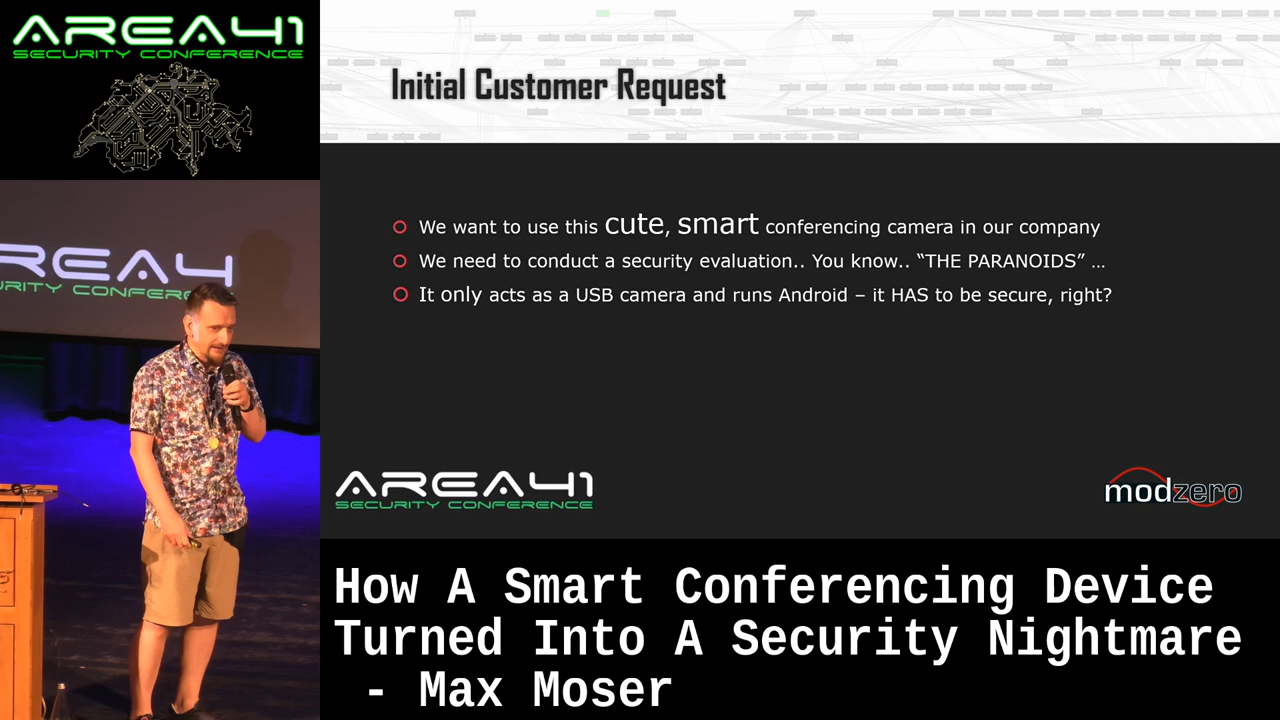 AREA41
SECURITY CONFERENCE
Initial Customer Request
We want to use this cute, smart conferencing camera in our company
We need to conduct a security evaluation.. You know.. “THE PARANOIDS” …
It only acts as a USB camera and runs Android – it HAS to be secure, right?
REA4
URITY CONFER
AREA41
SECURITY CONFERENCE
modzero
How A Smart Conferencing Device
Turned Into A Security Nightmare
- Max Moser